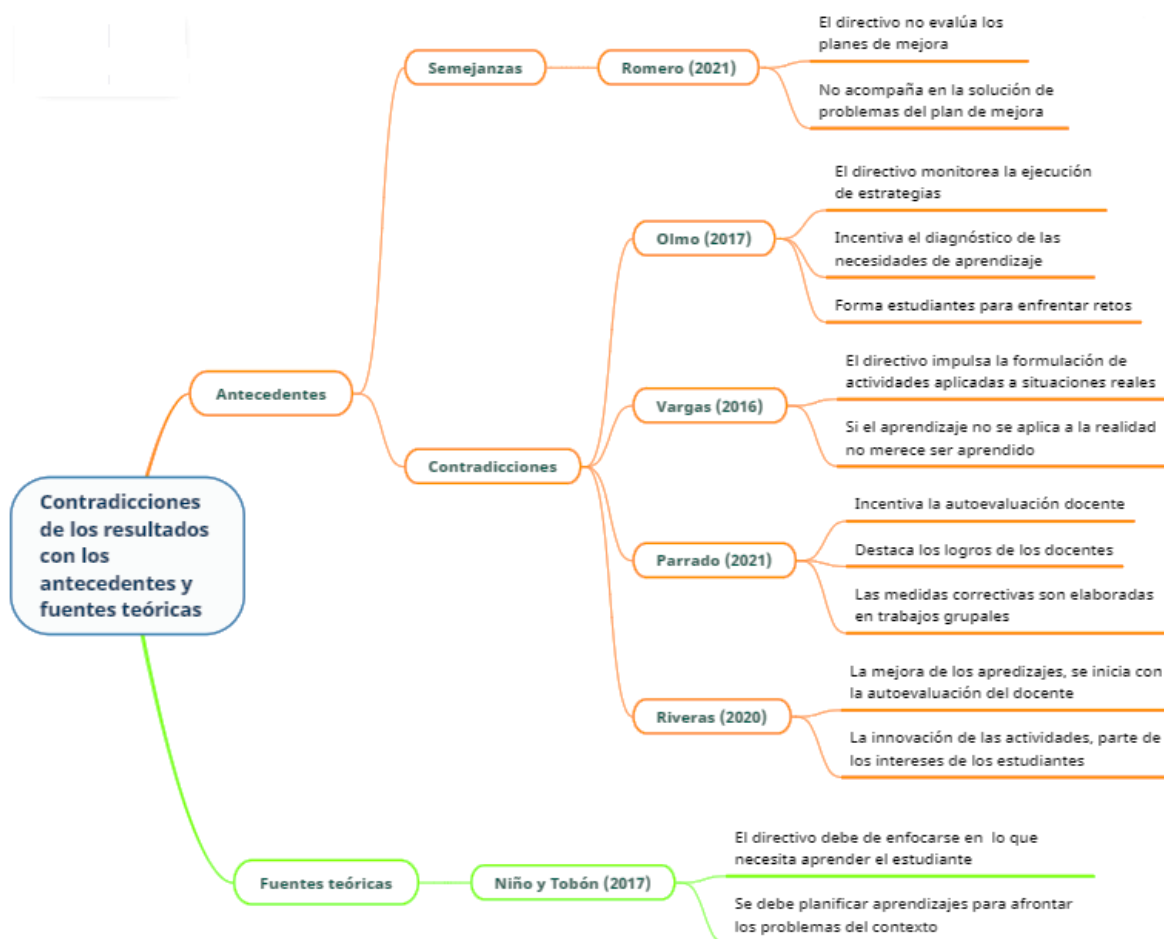 Contradicciones
de los resultados
con los
antecedentes y
fuentes teóricas
Antecedentes
Semejanzas
Romero (2021)
El directivo no evalúa los
planes de mejora
No acompaña en la solución de
problemas del plan de mejora
Contradicciones
Olmo (2017)
El directivo monitorea la ejecución
de estrategias
Incentiva el diagnóstico de las
necesidades de aprendizaje
Forma estudiantes para enfrentar retos
Vargas (2016)
El directivo impulsa la formulación de
actividades aplicadas a situaciones reales
Si el aprendizaje no se aplica a la realidad
no merece ser aprendido
Parrado (2021)
Incentiva la autoevaluación docente
Destaca los logros de los docentes
Las medidas correctivas son elaboradas
en trabajos grupales
Riveras (2020)
La mejora de los apredizajes, se inicia con
la autoevaluación del docente
La innovación de las actividades, parte de
los intereses de los estudiantes
Fuentes teóricas
Niño y Tobón (2017)
El directivo debe de enfocarse en lo que
necesita aprender el estudiante
Se debe planificar aprendizajes para afrontar
los problemas del contexto